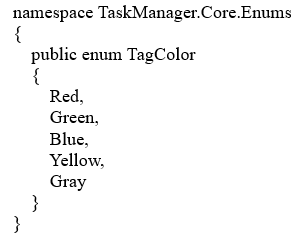 namespace TaskManager.Core.Enums
{
public enum TagColor
{
Red,
Green,
Blue,
Yellow,
Gray
}
}